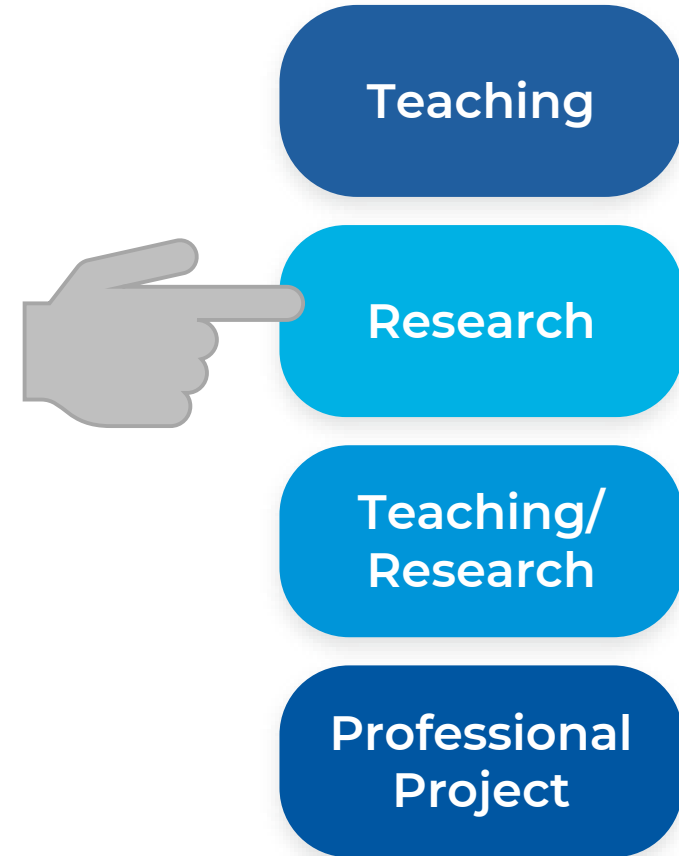 Teaching
Research
Teaching/
Research
Professional
Project